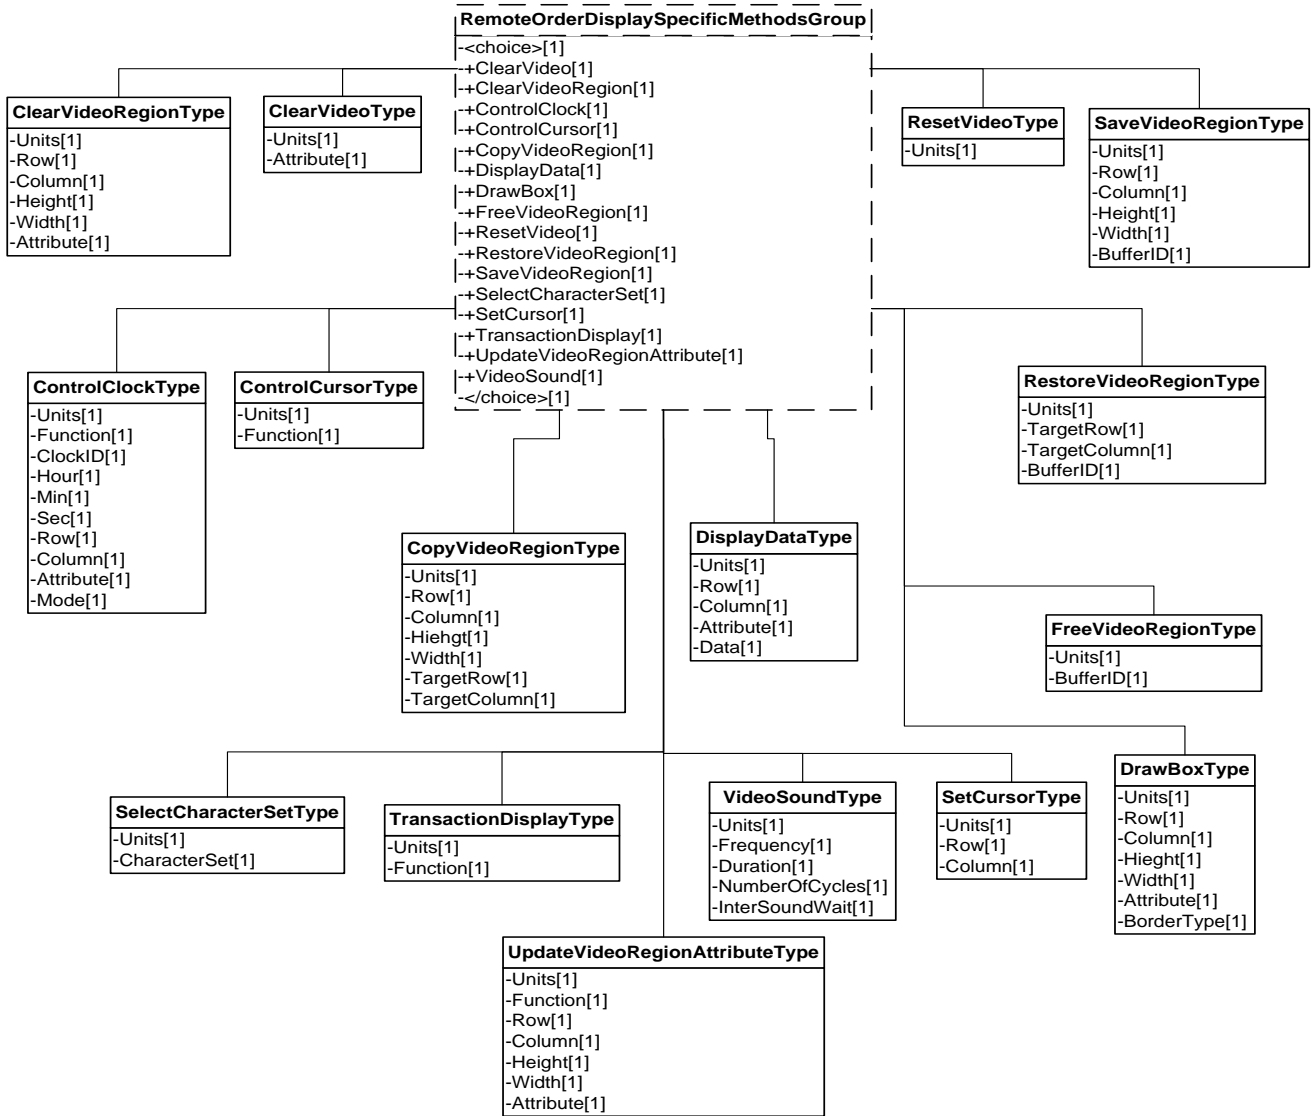 RemoteOrderDisplaySpecificMethodsGroup
-<choice>[1]
-+ClearVideo[1]
-+ClearVideoRegion[1]
-+ControlClock[1]
-+ControlCursor[1]
-+CopyVideoRegion[1]
-+DisplayData[1]
-+DrawBox[1]
-+FreeVideoRegion[1]
-+ResetVideo[1]
-+RestoreVideoRegion[1]
-+SaveVideoRegion[1]
-+SelectCharacterSet[1]
-+SetCursor[1]
-+TransactionDisplay[1]
-+UpdateVideoRegionAttribute[1]
-+VideoSound[1]
-</choice>[1]
ClearVideoRegionType
-Units[1]
-Row[1]
-Column[1]
-Height[1]
-Width[1]
-Attribute[1]
ClearVideoType
-Units[1]
-Attribute[1]
ResetVideoType
-Units[1]
SaveVideoRegionType
-Units[1]
-Row[1]
-Column[1]
-Height[1]
-Width[1]
-BufferID[1]
ControlClockType
-Units[1]
-Function[1]
-ClockID[1]
-Hour[1]
-Min[1]
-Sec[1]
-Row[1]
-Column[1]
-Attribute[1]
-Mode[1]
ControlCursorType
-Units[1]
-Function[1]
RestoreVideoRegionType
-Units[1]
-TargetRow[1]
-TargetColumn[1]
-BufferID[1]
CopyVideoRegionType
-Units[1]
-Row[1]
-Column[1]
-Hiehgt[1]
-Width[1]
-TargetRow[1]
-TargetColumn[1]
DisplayDataType
-Units[1]
-Row[1]
-Column[1]
-Attribute[1]
-Data[1]
FreeVideoRegionType
-Units[1]
-BufferID[1]
SelectCharacterSetType
-Units[1]
-CharacterSet[1]
TransactionDisplayType
-Units[1]
-Function[1]
VideoSoundType
-Units[1]
-Frequency[1]
-Duration[1]
-NumberOfCycles[1]
-InterSoundWait[1]
SetCursorType
-Units[1]
-Row[1]
-Column[1]
DrawBoxType
-Units[1]
-Row[1]
-Column[1]
-Hieght[1]
-Width[1]
-Attribute[1]
-BorderType[1]
UpdateVideoRegionAttributeType
-Units[1]
-Function[1]
-Row[1]
-Column[1]
-Height[1]
-Width[1]
-Attribute[1]